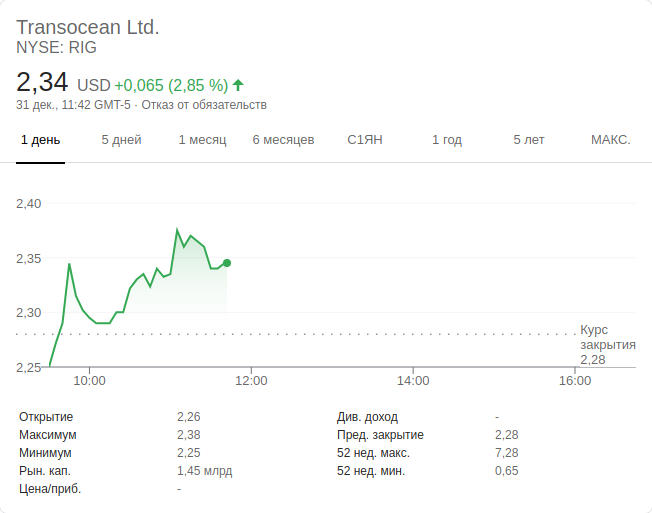 Transocean Ltd.
NYSE: RIG
2,34 USD +0,065 (2,85 %)
31 дек., 11:42 GMT-5 · Отказ от обязательств
1 день 5 дней 1 месяц 6 месяцев С1ЯН 1 год 5 лет МАКС.
2,40
2,35
2,30
Курс
закрытия
2,28
2,25
10:00 12:00 14:00 16:00
Открытие 2,26 Див. доход -
Максимум 2,38 Пред. закрытие 2,28
Минимум 2,25 52 нед. макс. 7,28
Рын. кап. 1,45 млрд 52 нед. мин. 0,65
Цена/приб. -